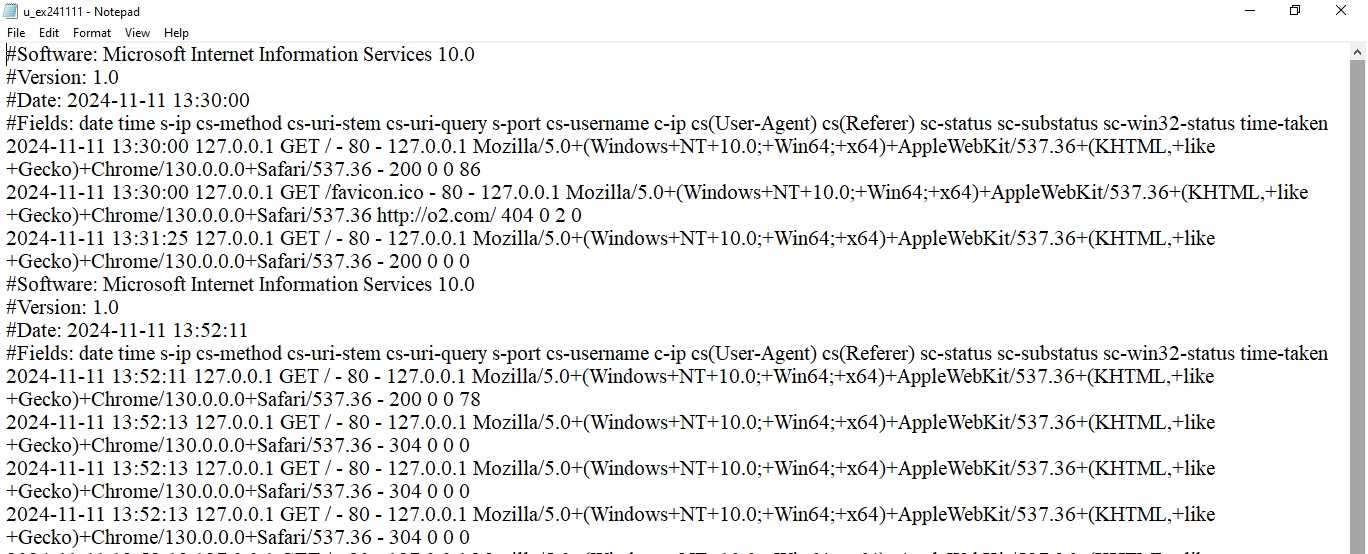 u_ex241111 - Notepad
File Edit Format View Help
#Software: Microsoft Internet Information Services 10.0
#Version: 1.0
#Date: 2024-11-11 13:30:00
#Fields: date time s-ip cs-method cs-uri-stem cs-uri-query s-port cs-username c-ip cs(User-Agent) cs(Referer) sc-status sc-substatus sc-win32-status time-taken
2024-11-11 13:30:00 127.0.0.1 GET / - 80 - 127.0.0.1 Mozilla/5.0+(Windows+NT+10.0;+Win64;+x64)+AppleWebKit/537.36+(KHTML,+like
+Gecko)+Chrome/130.0.0.0+Safari/537.36 - 200 0 0 86
2024-11-11 13:30:00 127.0.0.1 GET /favicon.ico - 80 - 127.0.0.1 Mozilla/5.0+(Windows+NT+10.0;+Win64;+x64)+AppleWebKit/537.36+(KHTML,+like
+Gecko)+Chrome/130.0.0.0+Safari/537.36 http://o2.com/ 404 0 2 0
2024-11-11 13:31:25 127.0.0.1 GET / - 80 - 127.0.0.1 Mozilla/5.0+(Windows+NT+10.0;+Win64;+x64)+AppleWebKit/537.36+(KHTML,+like
+Gecko)+Chrome/130.0.0.0+Safari/537.36 - 200 0 0 0
#Software: Microsoft Internet Information Services 10.0
#Version: 1.0
#Date: 2024-11-11 13:52:11
#Fields: date time s-ip cs-method cs-uri-stem cs-uri-query s-port cs-username c-ip cs(User-Agent) cs(Referer) sc-status sc-substatus sc-win32-status time-taken
2024-11-11 13:52:11 127.0.0.1 GET / - 80 - 127.0.0.1 Mozilla/5.0+(Windows+NT+10.0;+Win64;+x64)+AppleWebKit/537.36+(KHTML,+like
+Gecko)+Chrome/130.0.0.0+Safari/537.36 - 200 0 0 78
2024-11-11 13:52:13 127.0.0.1 GET / - 80 - 127.0.0.1 Mozilla/5.0+(Windows+NT+10.0;+Win64;+x64)+AppleWebKit/537.36+(KHTML,+like
+Gecko)+Chrome/130.0.0.0+Safari/537.36 - 304 0 0 0
2024-11-11 13:52:13 127.0.0.1 GET / - 80 - 127.0.0.1 Mozilla/5.0+(Windows+NT+10.0;+Win64;+x64)+AppleWebKit/537.36+(KHTML,+like
+Gecko)+Chrome/130.0.0.0+Safari/537.36 - 304 0 0 0
2024-11-11 13:52:13 127.0.0.1 GET / - 80 - 127.0.0.1 Mozilla/5.0+(Windows+NT+10.0;+Win64;+x64)+AppleWebKit/537.36+(KHTML,+like
+Gecko)+Chrome/130.0.0.0+Safari/537.36 - 304 0 0 0